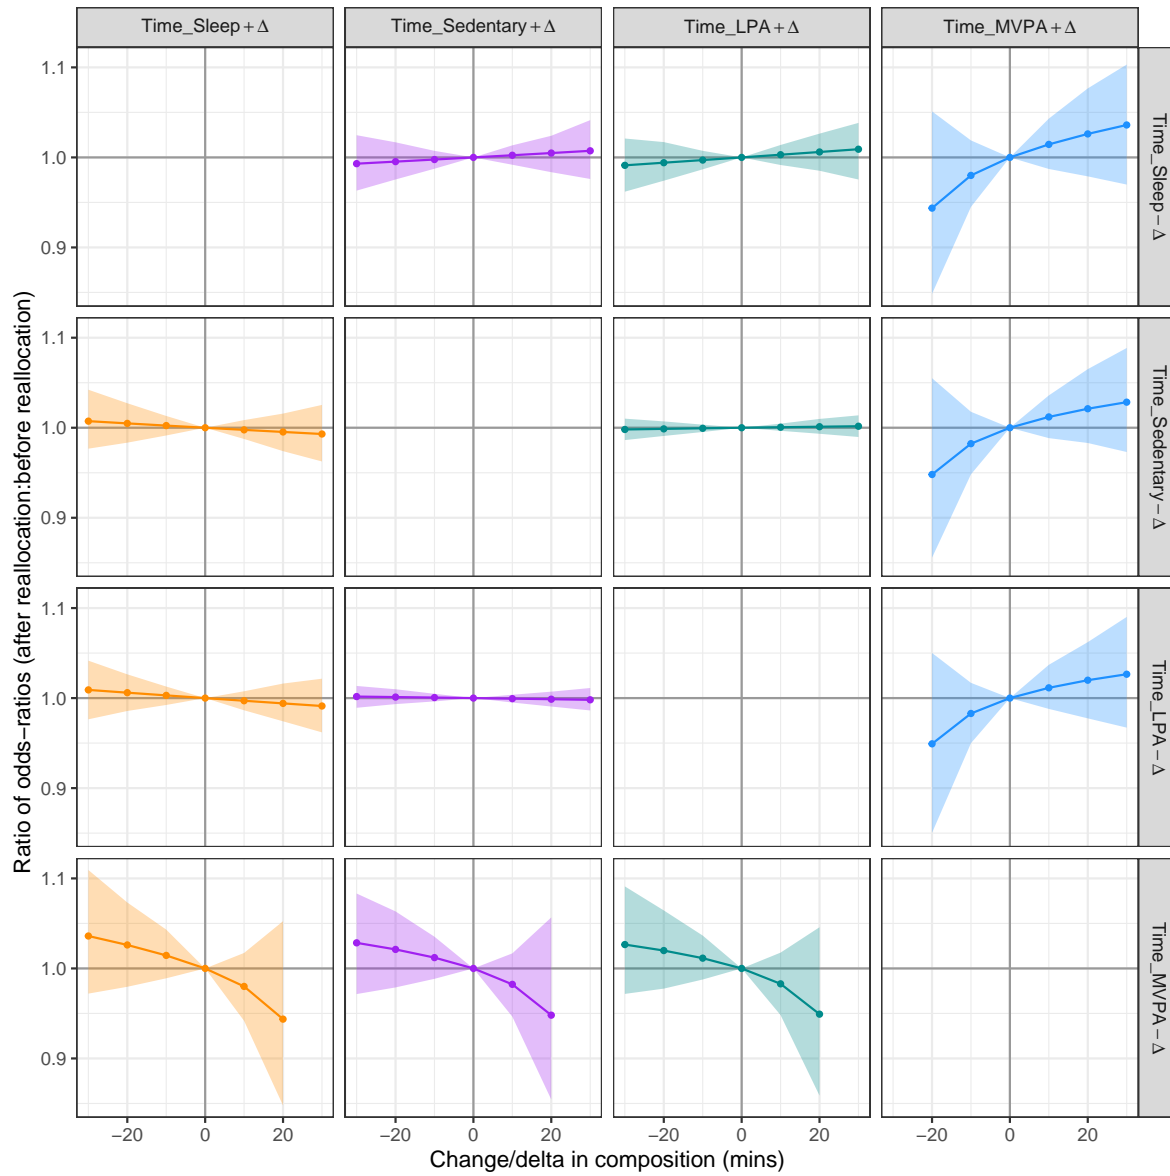 Time_Sleep + Δ
Time_Sedentary + Δ
Time_LPA + Δ
Time_MVPA + Δ
Ratio of odds−ratios (after reallocation:before reallocation)
1.1
1.0
0.9
Time_Sleep − Δ
1.1
1.0
0.9
Time_Sedentary − Δ
1.1
1.0
0.9
Time_LPA − Δ
1.1
1.0
0.9
Time_MVPA − Δ
−20 0 20
−20 0 20
−20 0 20
−20 0 20
Change/delta in composition (mins)